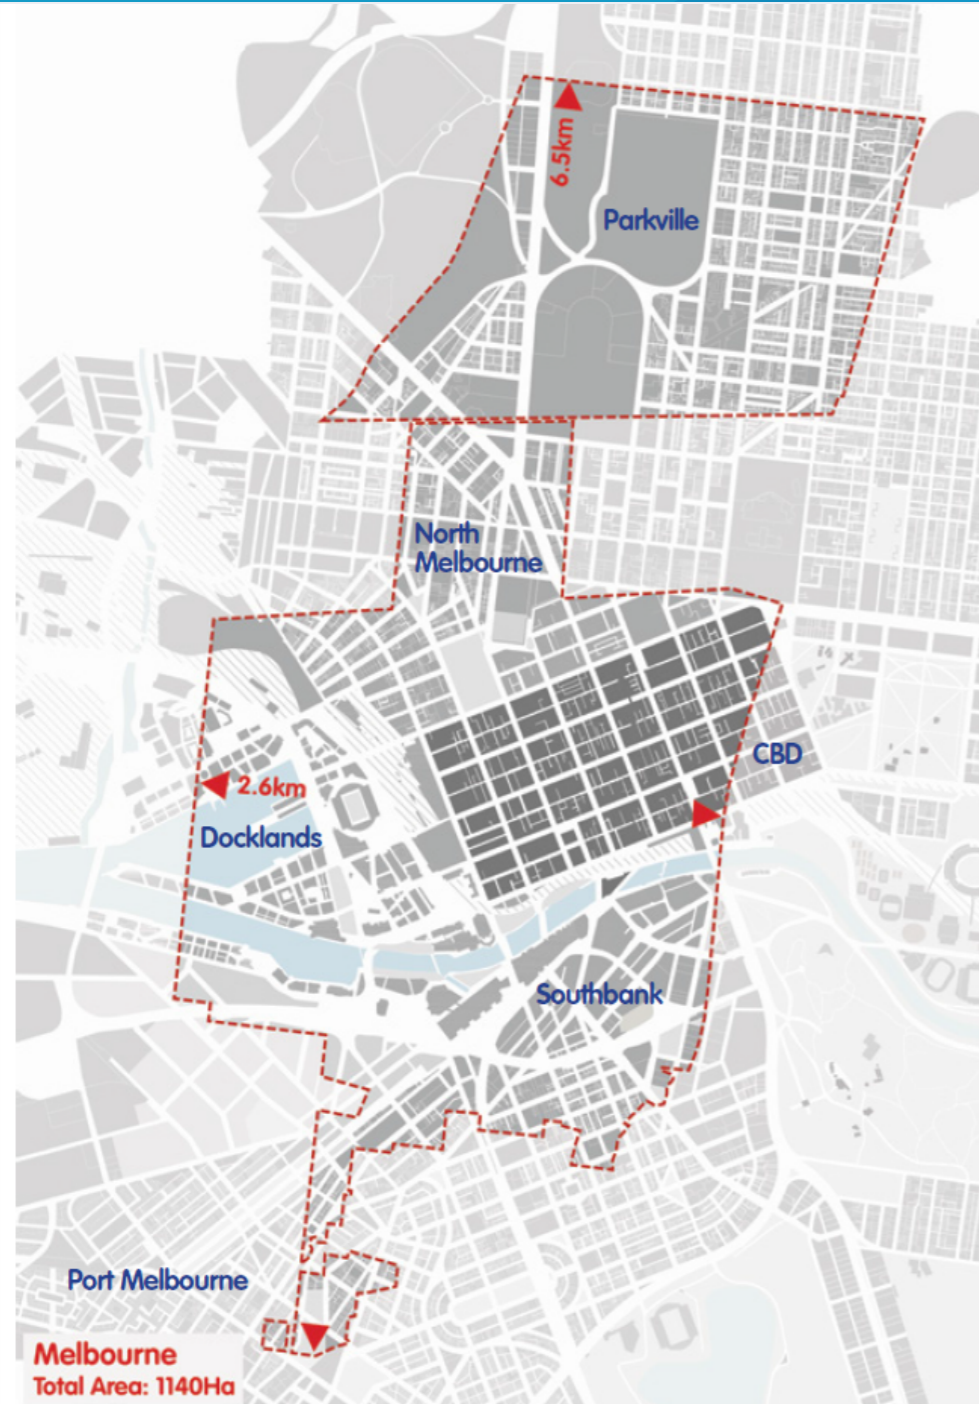 6.5km
Parkville
North
Melbourne
CBD
2.6km
Docklands
Southbank
Port Melbourne
Melbourne
Total Area: 1140Ha